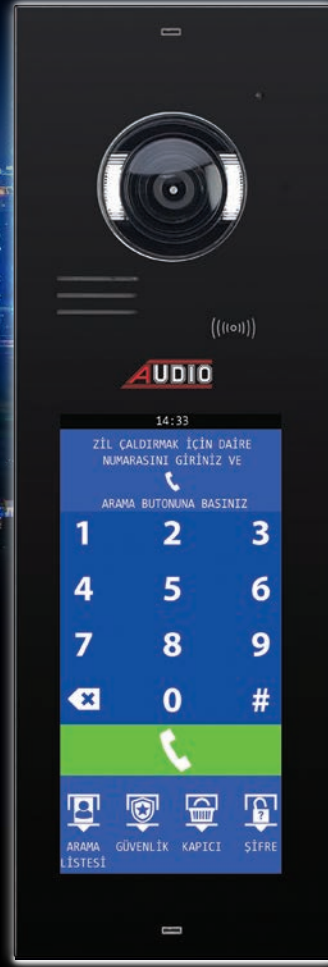 AUDIO
14:33
ZİL ÇALDIRMAK İÇİN DAİRE
NUMARASINI GİRİNİZ VE
ARAMA BUTONUNA BASINIZ
1 2 3
4 5 6
7 8 9
0 #
ARAMA LİSTESİ
GÜVENLİK
KAPICI
ŞİFRE